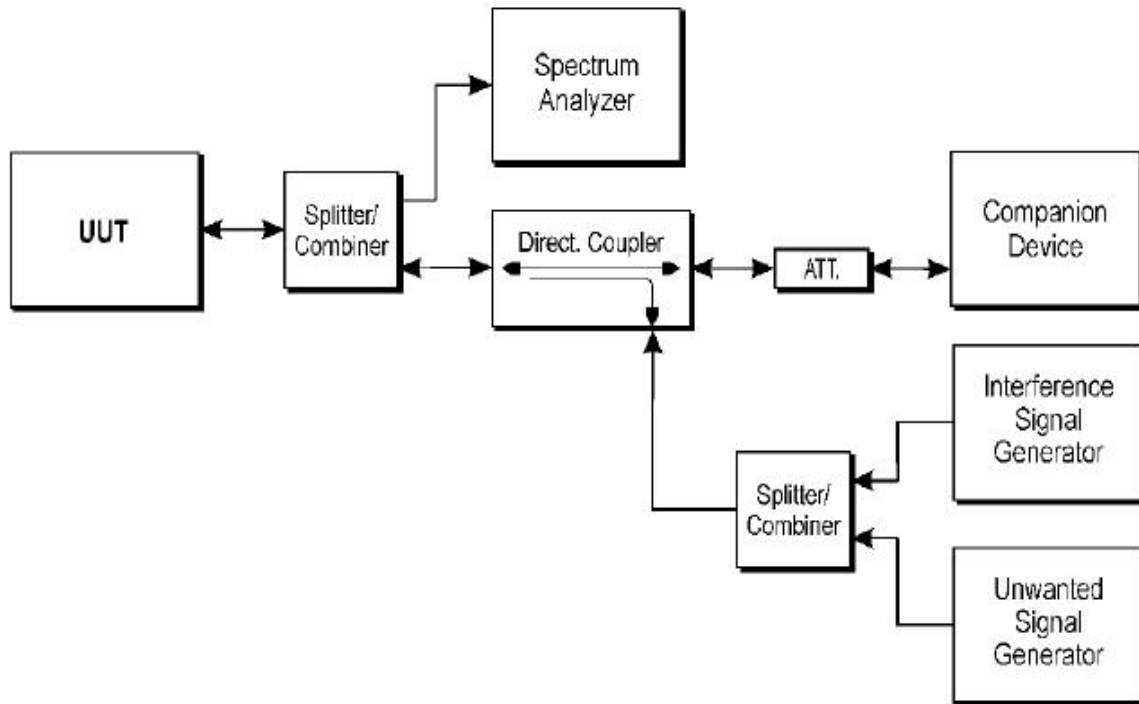 Spectrum
Analyzer
UUT
Splitter/
Combiner
Direct. Coupler
ATT.
Companion
Device
Interference
Signal
Generator
Splitter/
Combiner
Unwanted
Signal
Generator